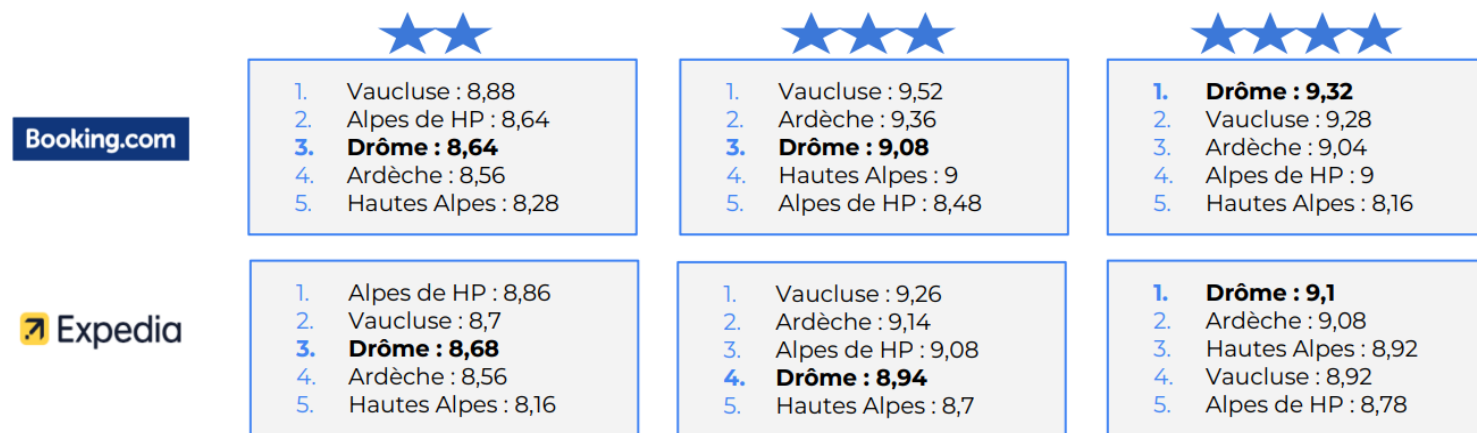 Booking.com
1. Vaucluse : 8,88
2. Alpes de HP : 8,64
3. Drôme : 8,64
4. Ardèche : 8,56
5. Hautes Alpes : 8,28
1. Vaucluse : 9,52
2. Ardèche : 9,36
3. Drôme : 9,08
4. Hautes Alpes : 9
5. Alpes de HP : 8,48
1. Drôme : 9,32
2. Vaucluse : 9,28
3. Ardèche : 9,04
4. Alpes de HP : 9
5. Hautes Alpes : 8,16
Expedia
1. Alpes de HP : 8,86
2. Vaucluse : 8,7
3. Drôme : 8,68
4. Ardèche : 8,56
5. Hautes Alpes : 8,16
1. Vaucluse : 9,26
2. Ardèche : 9,14
3. Alpes de HP : 9,08
4. Drôme : 8,94
5. Hautes Alpes : 8,7
1. Drôme : 9,1
2. Ardèche : 9,08
3. Hautes Alpes : 8,92
4. Vaucluse : 8,92
5. Alpes de HP : 8,78